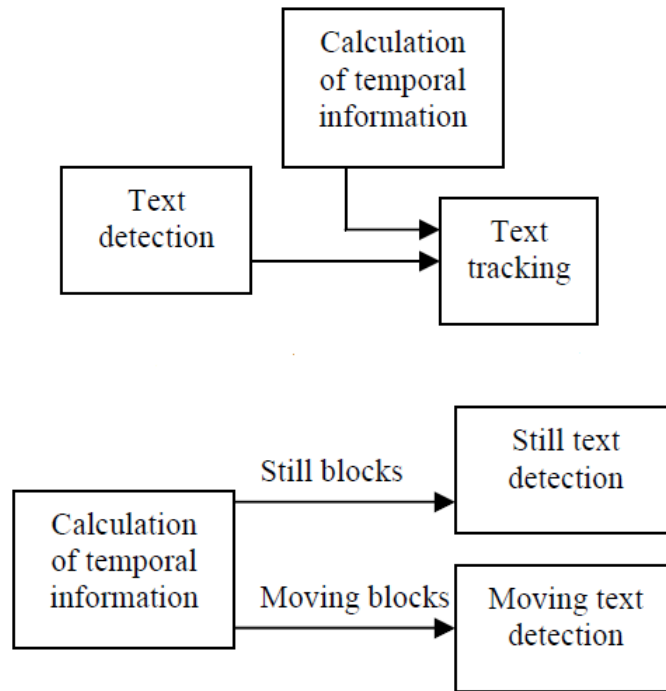 Calculation
of temporal
information
Text
detection
Text
tracking
Still blocks
Still text
detection
Calculation
of temporal
information
Moving blocks
Moving text
detection